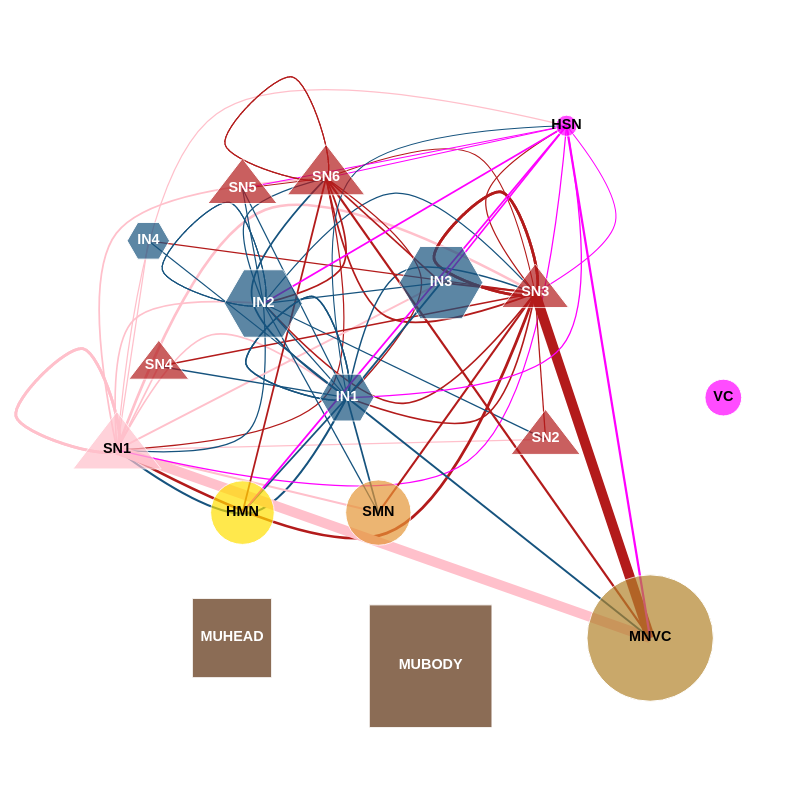 HSN
SN6
SN5
IN4
IN3
SN3
IN2
SN4
IN1
VC
SN2
SN1
HMN
SMN
MNVC
MUHEAD
MUBODY